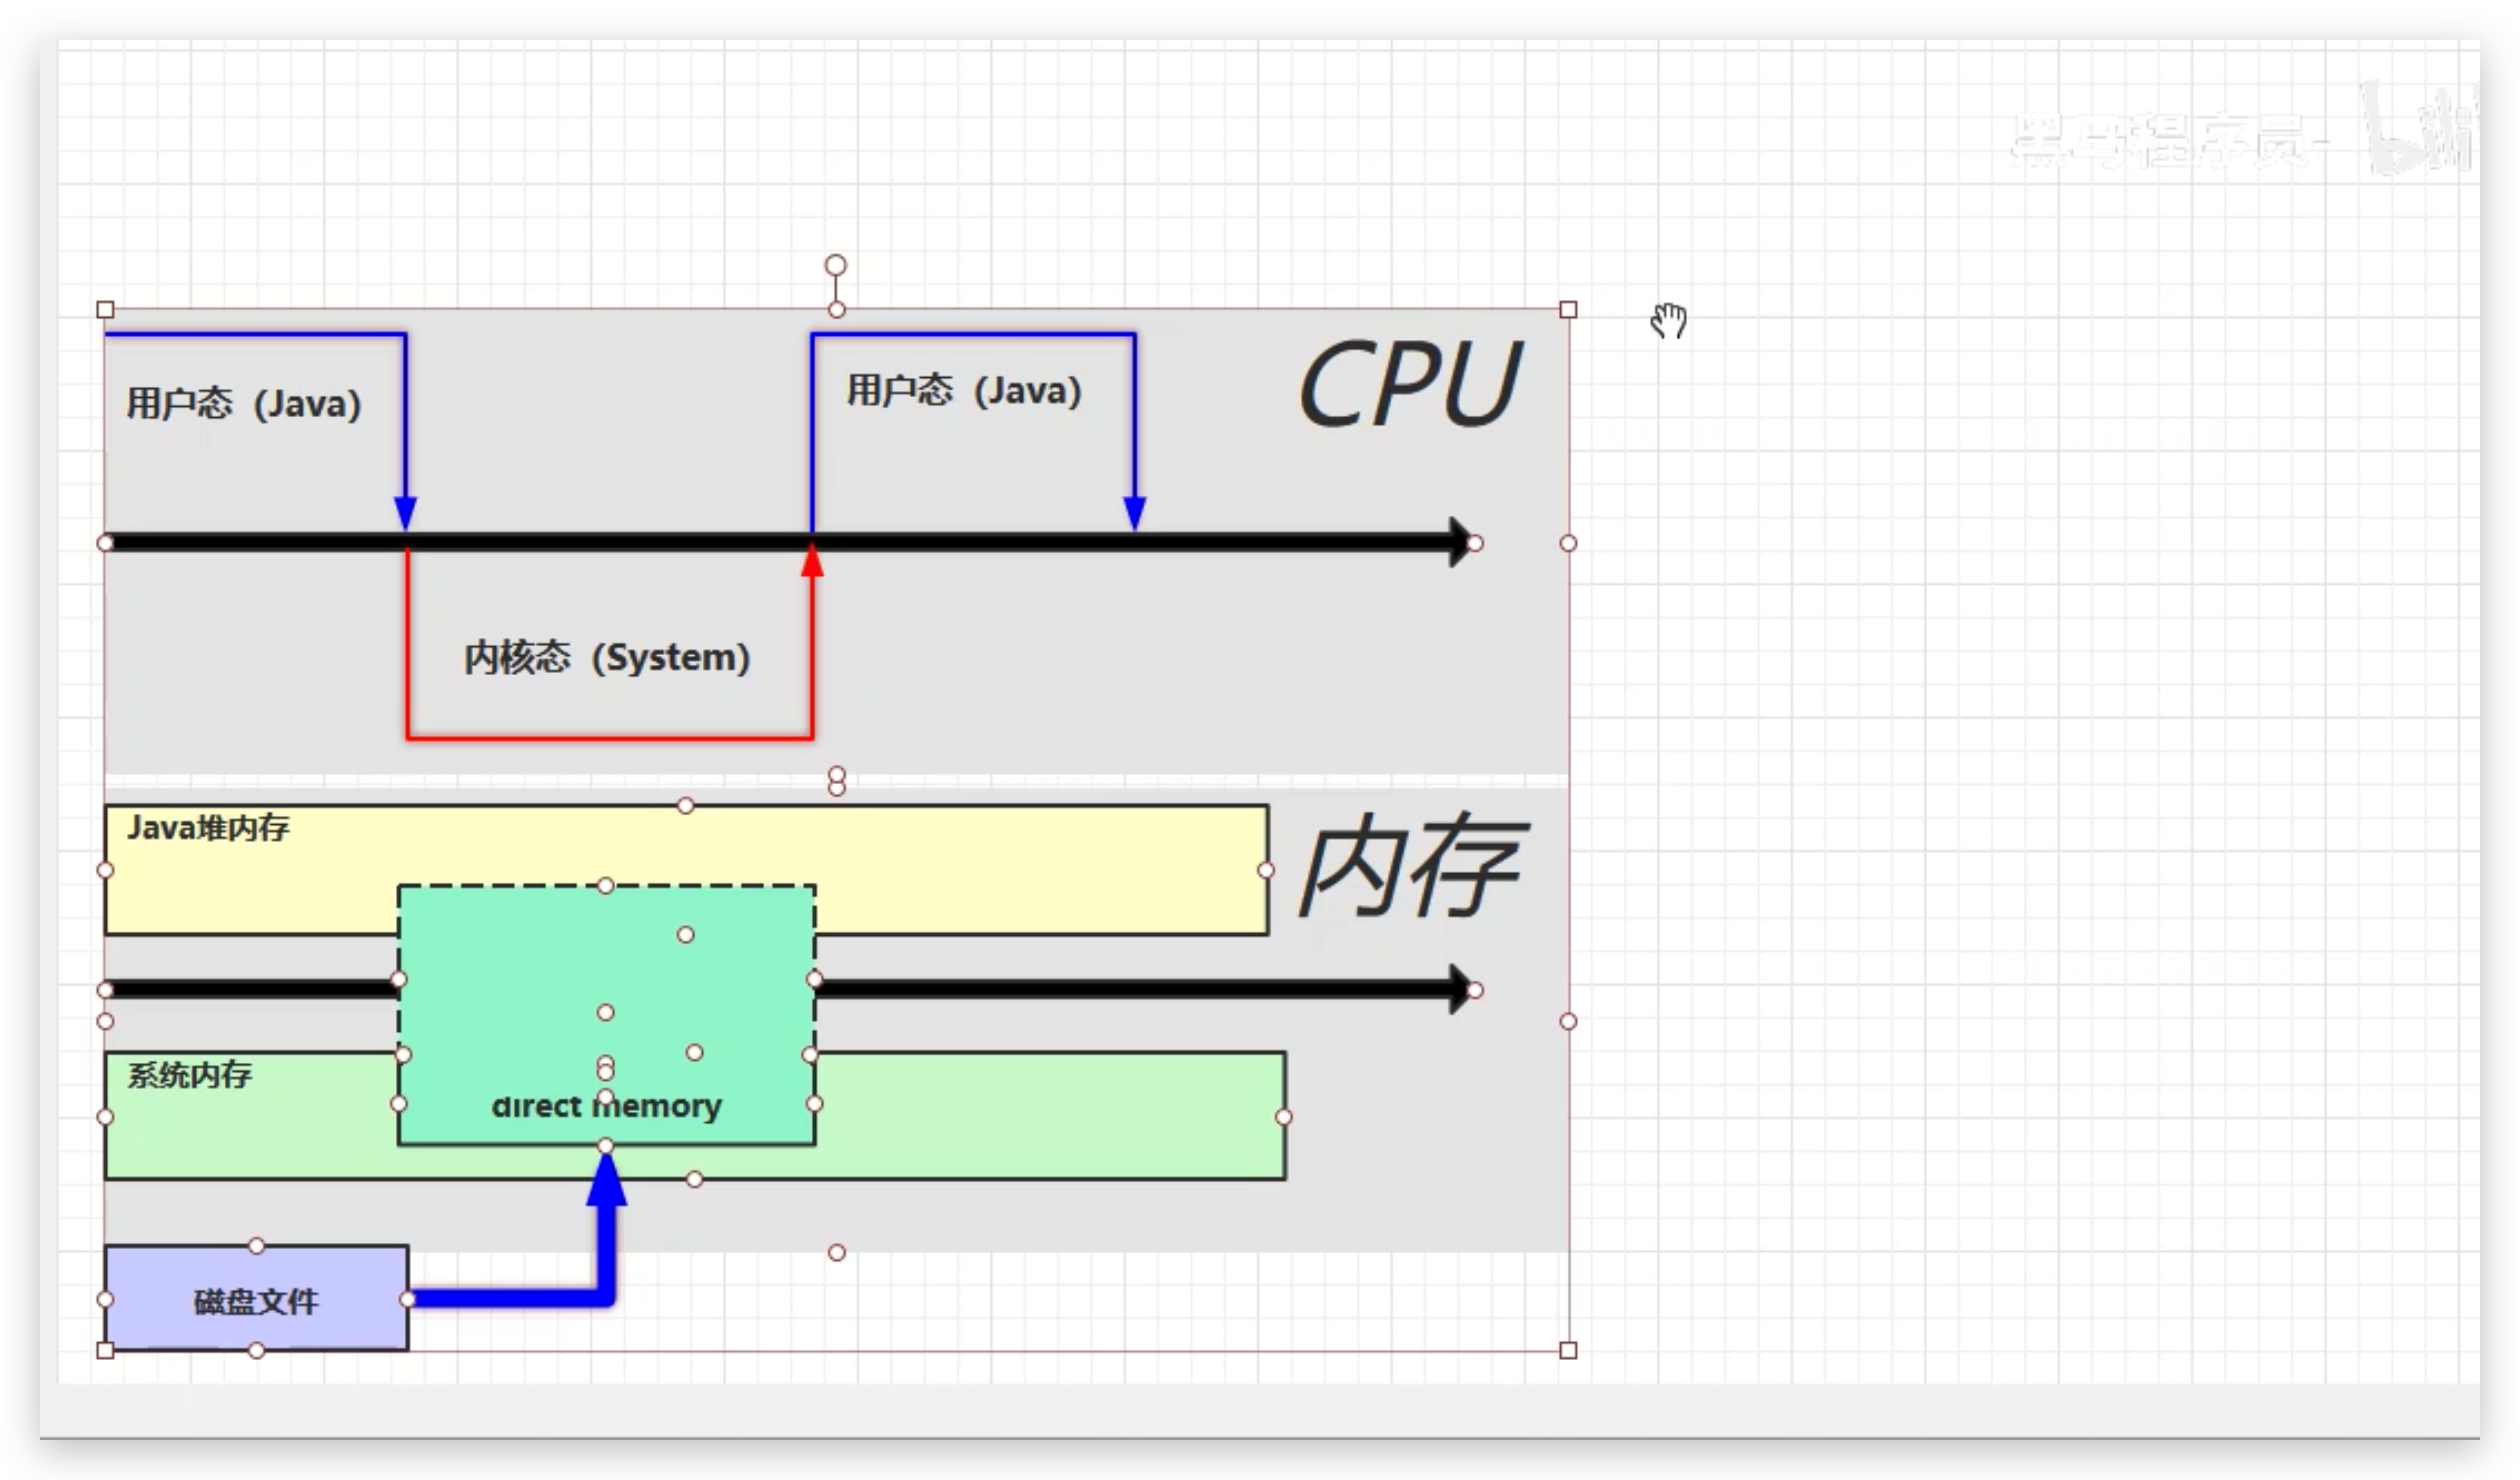 黑马程序员-
用户态（Java）
用户态（Java）
CPU
内核态（System）
Java堆内存
内存
系统内存
direct memory
磁盘文件